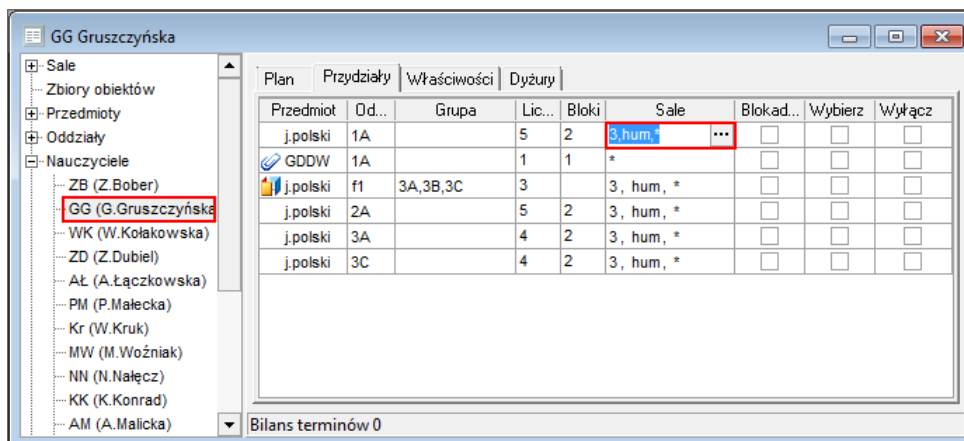 GG Gruszczyńska
Sale
Zbiory obiektów
Przedmioty
Oddziały
Nauczyciele
ZB (Z.Bober)
GG (G.Gruszczyńska
WK (W.Kołakowska)
ZD (Z.Dubiel)
AŁ (A.Łączkowska)
PM (P.Małecka)
Kr (W.Kruk)
MW (M.Woźniak)
NN (N.Nałęcz)
KK (K.Konrad)
AM (A.Malicka)
Plan Przydziały Właściwości Dyżury
Przedmiot Od... Grupa Lic... Bloki Sale Blokad... Wybierz Wyłącz
j.polski 1A 5 2 3,hum,* ...
GDDW 1A 1 1 *
j.polski f1 3A,3B,3C 3 3, hum, *
j.polski 2A 5 2 3, hum, *
j.polski 3A 4 2 3, hum, *
j.polski 3C 4 2 3, hum, *
Bilans terminów 0